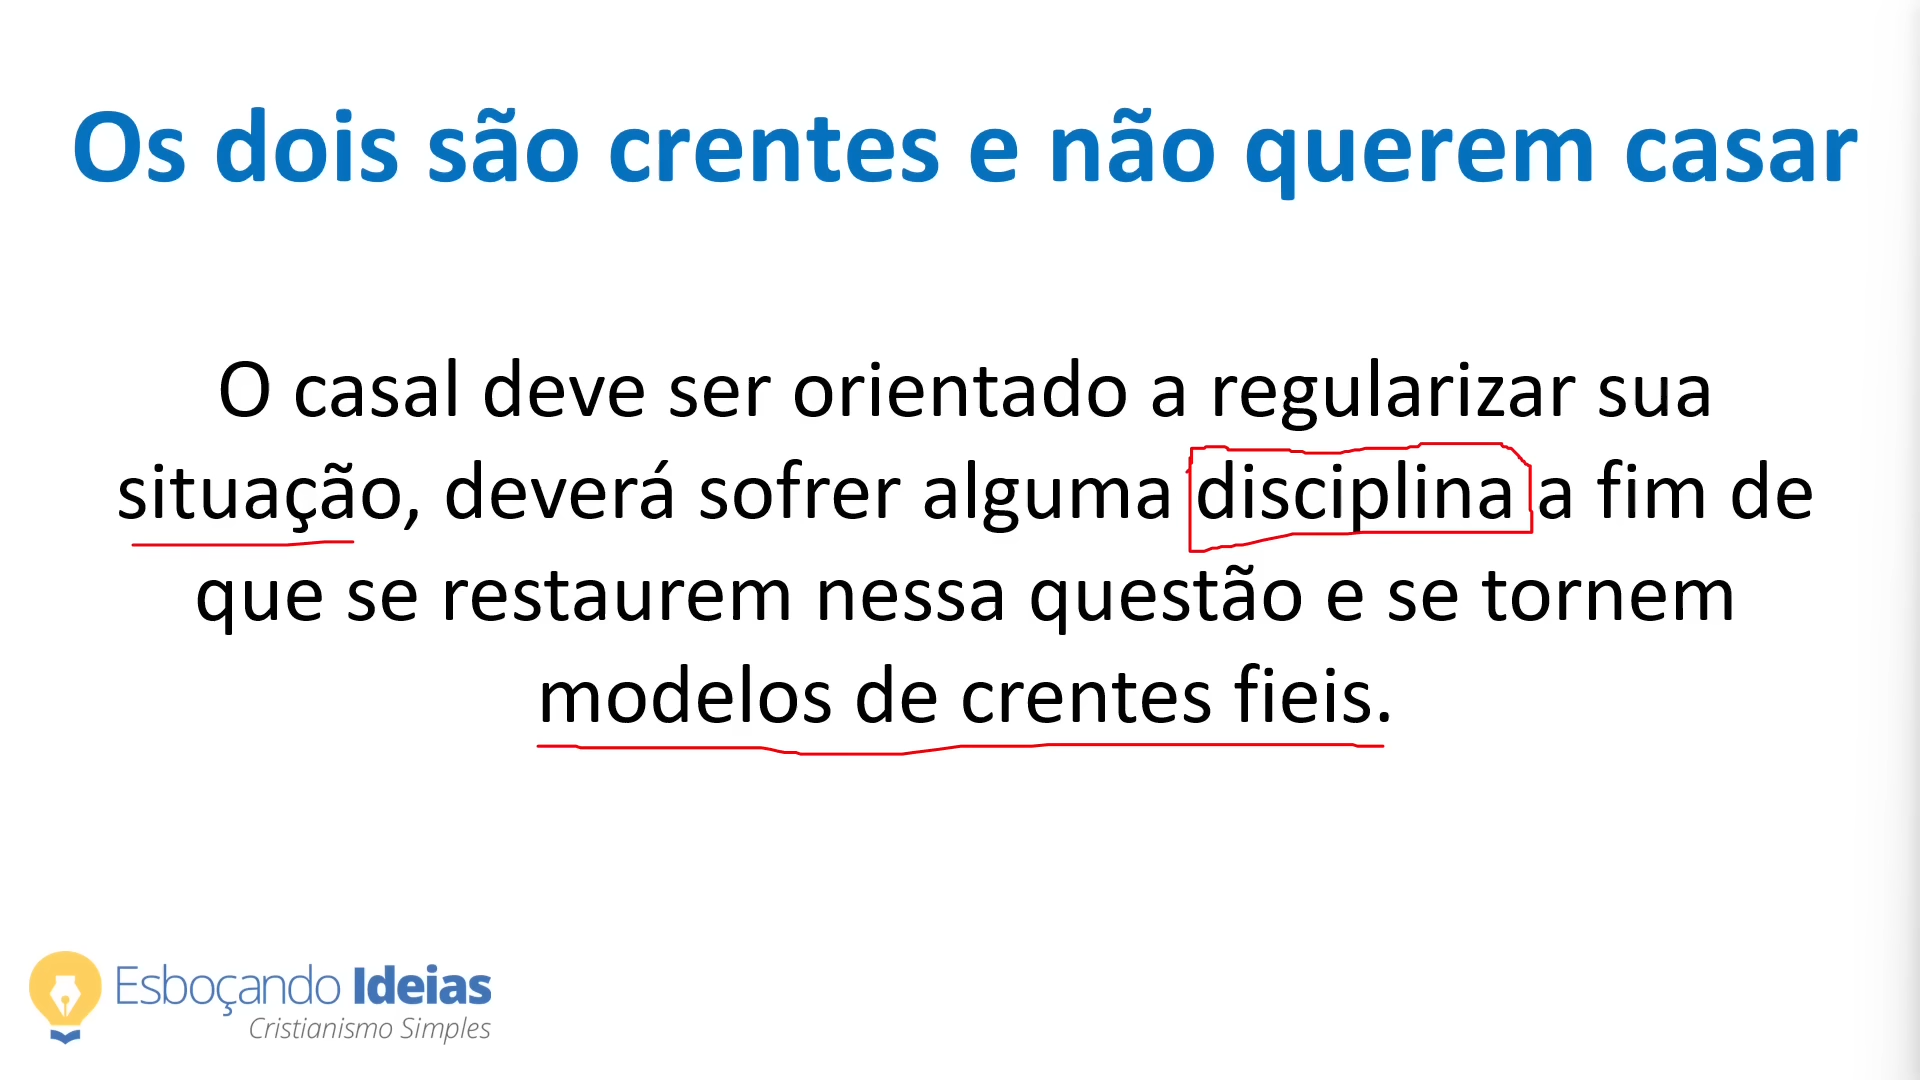 Os dois são crentes e não querem casar
O casal deve ser orientado a regularizar sua
situação, deverá sofrer alguma disciplina a fim de
que se restaurem nessa questão e se tornem
modelos de crentes fieis.
Esboçando Ideias
Cristianismo Simples